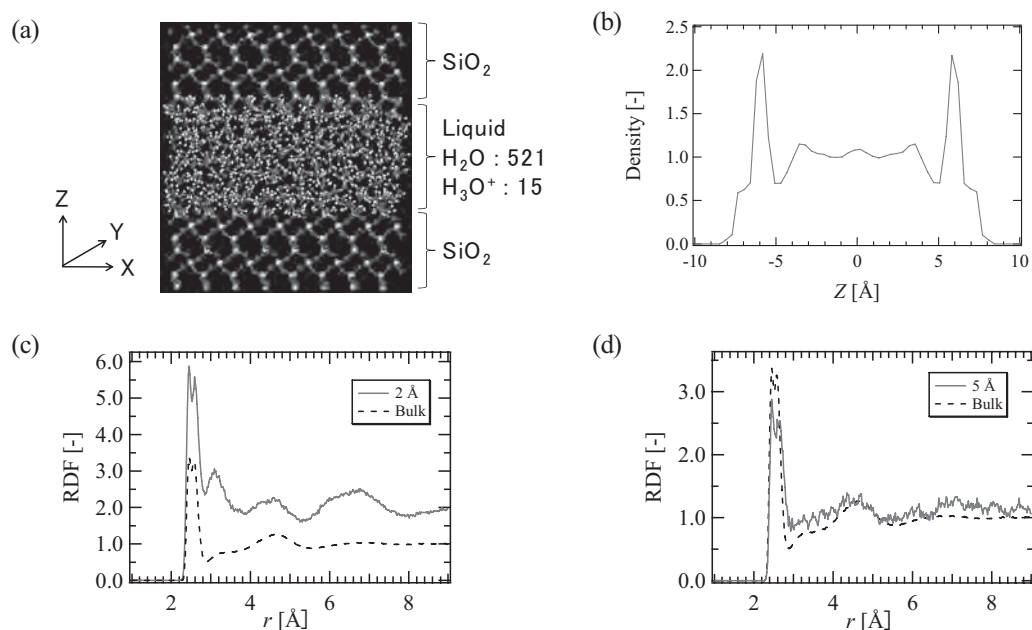 (a)
SiO2
Liquid
H2O : 521
H3O+ : 15
SiO2
Z
Y
X
(b)
Density [-]
2.5
2.0
1.5
1.0
0.5
0.0
-10 -5 0 5 10
Z [Å]
(c)
RDF [-]
6.0
5.0
4.0
3.0
2.0
1.0
0.0
2 Å
Bulk
2 4 6 8
r [Å]
(d)
RDF [-]
3.0
2.0
1.0
0.0
5 Å
Bulk
2 4 6 8
r [Å]